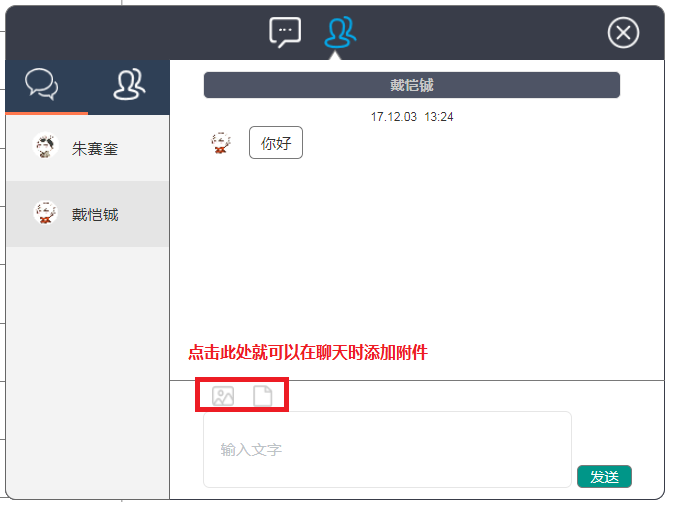 戴恺铖
17.12.03 13:24
朱赛奎
你好
戴恺铖
点击此处就可以在聊天时添加附件
输入文字
发送